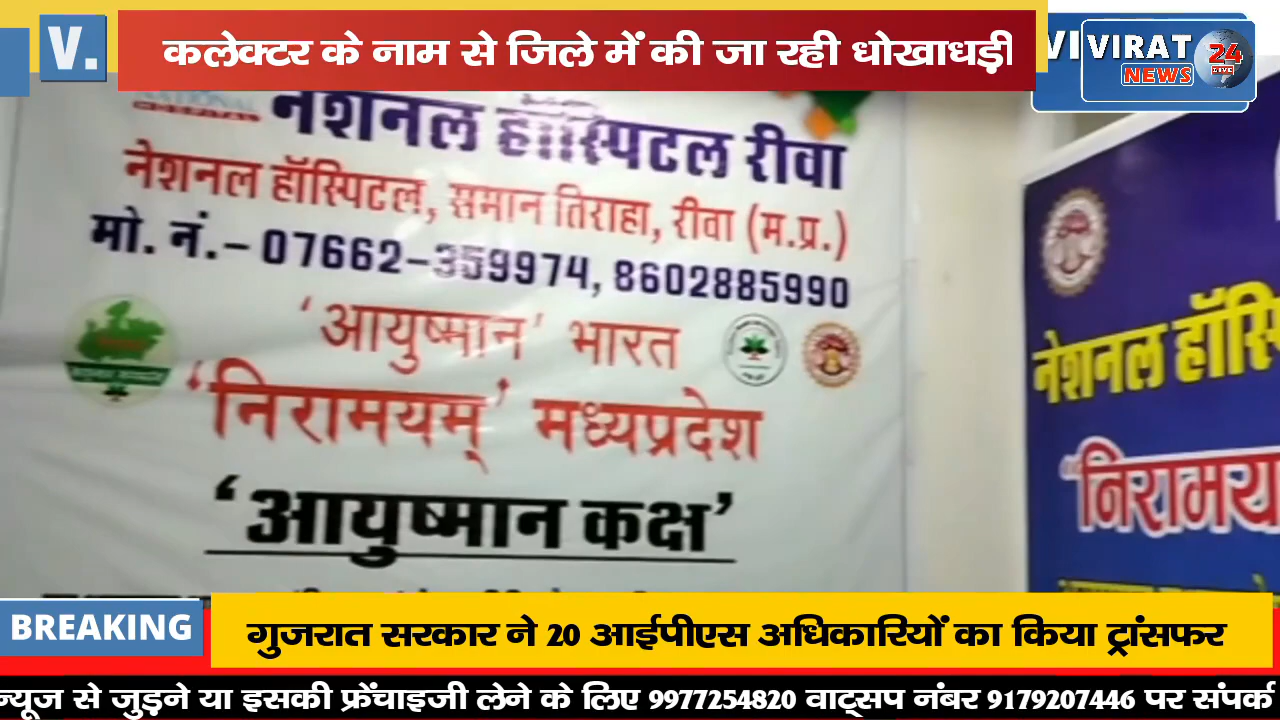 V.
कलेक्टर के नाम से जिले में की जा रही धोखाधड़ी
VIRAT
NEWS
24
LIVE
NATIONAL
नेशनल हॉस्पिटल रीवा
नेशनल हॉस्पिटल, समान तिराहा, रीवा (म.प्र.)
मो. नं.– 07662-359974, 8602885990
'आयुष्मान' भारत
'निरामयम्' मध्यप्रदेश
'आयुष्मान कक्ष'
नेशनल हॉस्पि
"निरामय
BREAKING
गुजरात सरकार ने 20 आईपीएस अधिकारियों का किया ट्रांसफर
न्यूज से जुड़ने या इसकी फ्रेंचाइजी लेने के लिए 9977254820 वाट्सप नंबर 9179207446 पर संपर्क